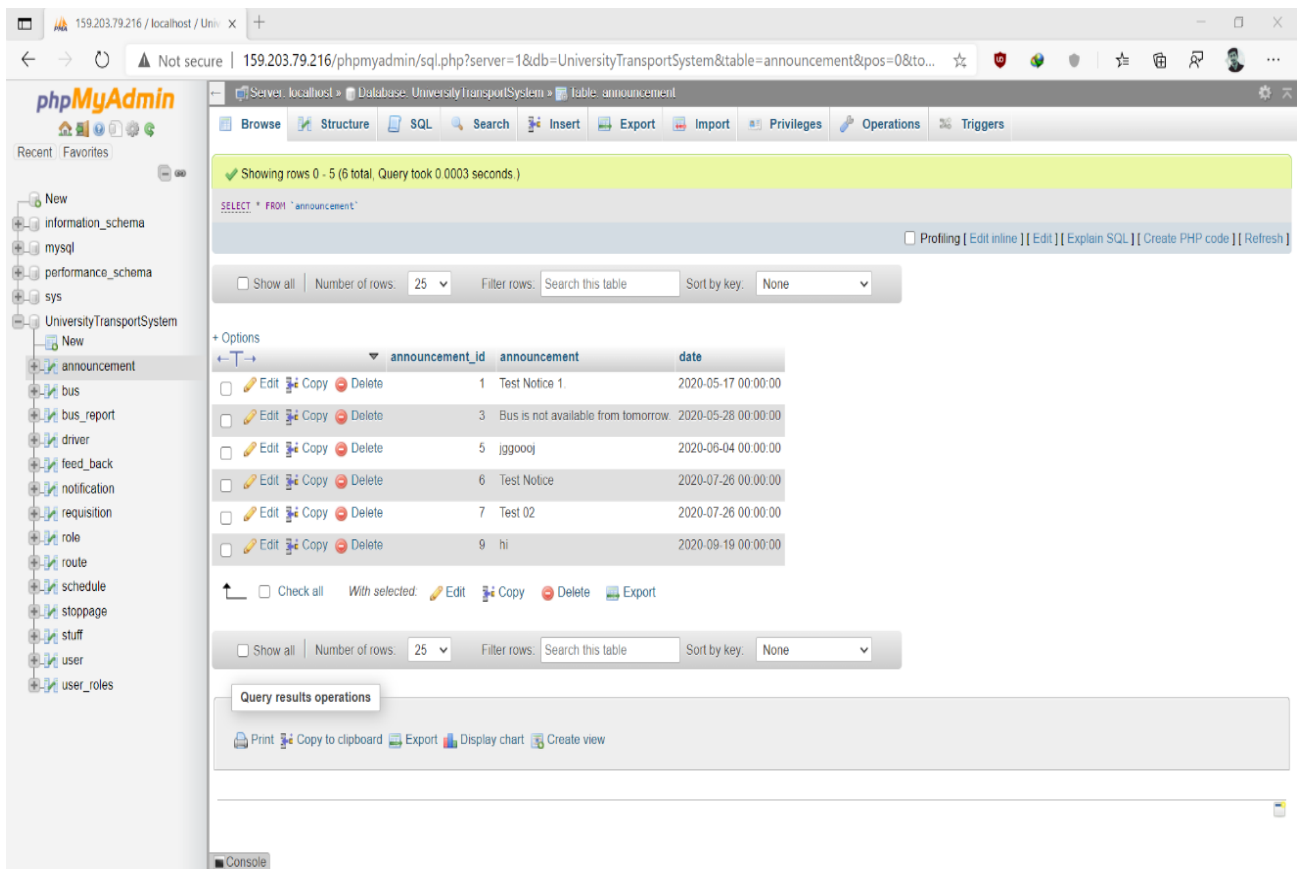 159.203.79.216 / localhost / Univ
Not secure | 159.203.79.216/phpmyadmin/sql.php?server=1&db=UniversityTransportSystem&table=announcement&pos=0&to...
phpMyAdmin
Recent Favorites
New
information_schema
mysql
performance_schema
sys
UniversityTransportSystem
New
announcement
bus
bus_report
driver
feed_back
notification
requisition
role
route
schedule
stoppage
stuff
user
user_roles
Server: localhost » Database: UniversityTransportSystem » Table: announcement
Browse Structure SQL Search Insert Export Import Privileges Operations Triggers
Showing rows 0 - 5 (6 total, Query took 0.0003 seconds.)
SELECT * FROM `announcement`
Profiling [ Edit inline ] [ Edit ] [ Explain SQL ] [ Create PHP code ] [ Refresh ]
Show all | Number of rows: 25 Filter rows: Search this table Sort by key: None
+ Options
←T→ announcement_id announcement date
Edit Copy Delete 1 Test Notice 1. 2020-05-17 00:00:00
Edit Copy Delete 3 Bus is not available from tomorrow. 2020-05-28 00:00:00
Edit Copy Delete 5 jggoooj 2020-06-04 00:00:00
Edit Copy Delete 6 Test Notice 2020-07-26 00:00:00
Edit Copy Delete 7 Test 02 2020-07-26 00:00:00
Edit Copy Delete 9 hi 2020-09-19 00:00:00
Check all With selected: Edit Copy Delete Export
Show all | Number of rows: 25 Filter rows: Search this table Sort by key: None
Query results operations
Print Copy to clipboard Export Display chart Create view
Console